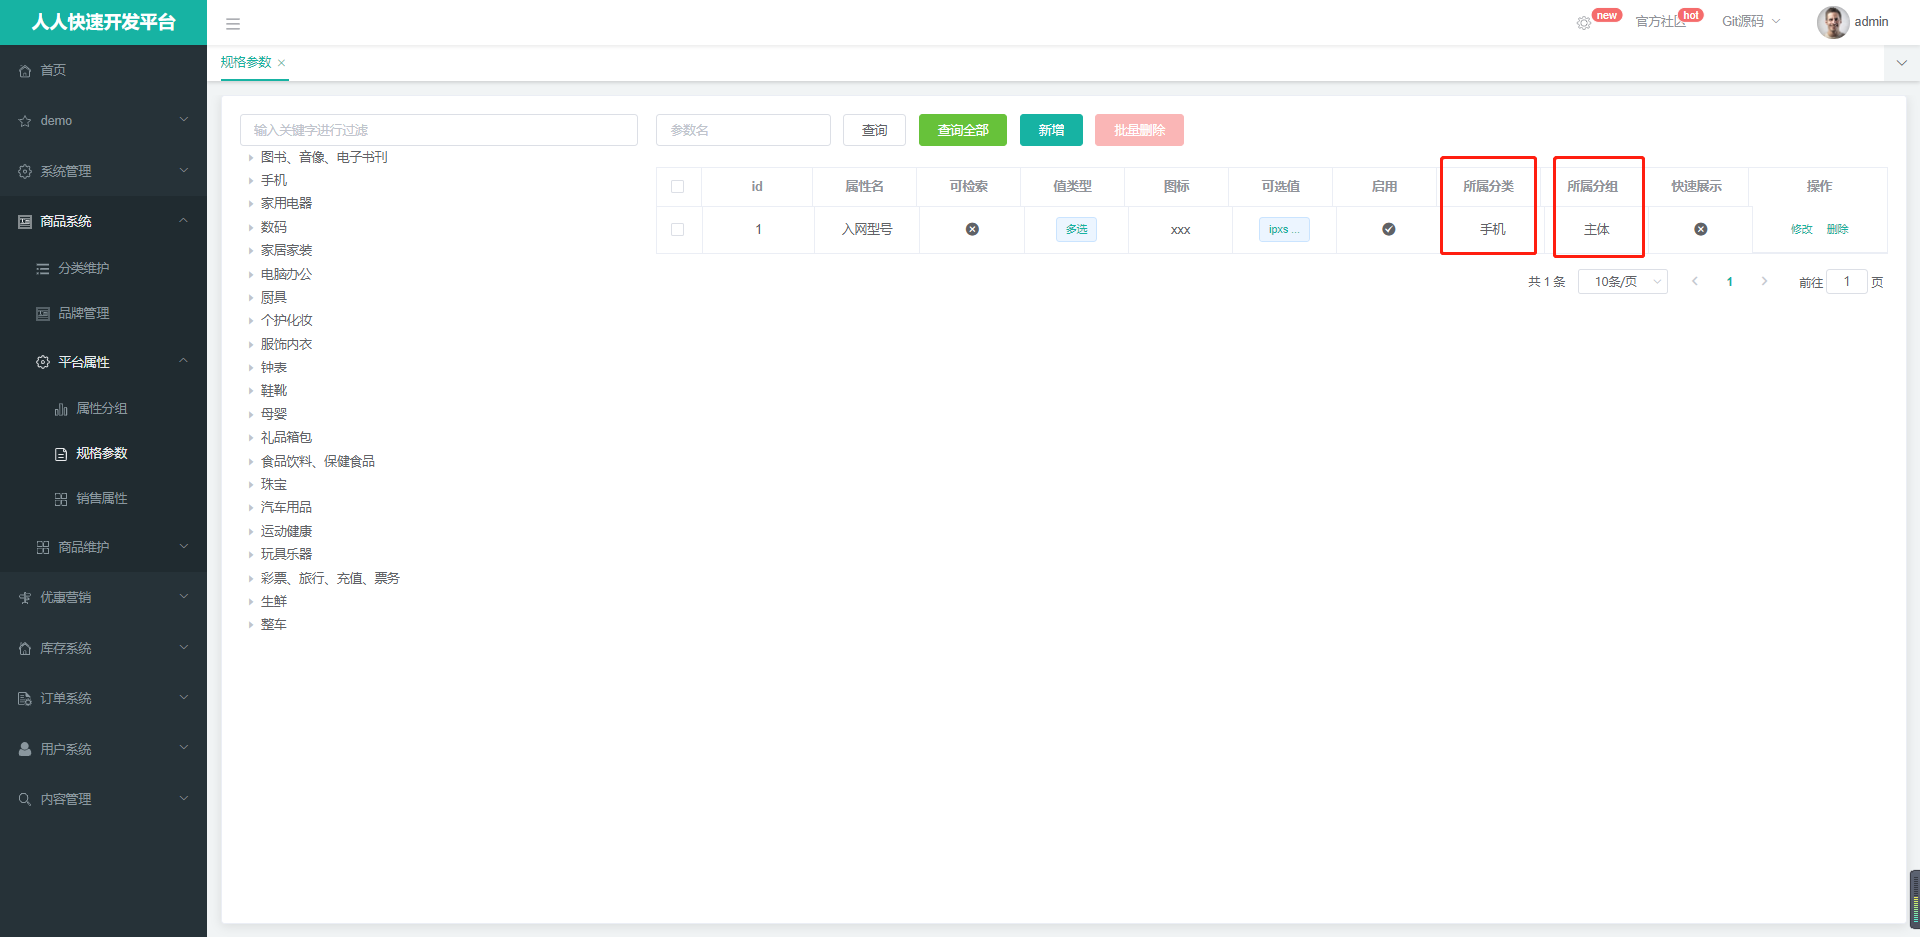 人人快速开发平台
new
官方社区
hot
Git源码
admin
首页
demo
系统管理
商品系统
分类维护
品牌管理
平台属性
属性分组
规格参数
销售属性
商品维护
优惠营销
库存系统
订单系统
用户系统
内容管理
规格参数
输入关键字进行过滤
图书、音像、电子书刊
手机
家用电器
数码
家居家装
电脑办公
厨具
个护化妆
服饰内衣
钟表
鞋靴
母婴
礼品箱包
食品饮料、保健食品
珠宝
汽车用品
运动健康
玩具乐器
彩票、旅行、充值、票务
生鲜
整车
参数名 查询 查询全部 新增 批量删除
id 属性名 可检索 值类型 图标 可选值 启用 所属分类 所属分组 快速展示 操作
1 入网型号 多选 xxx ipxs ... 手机 主体 修改 删除
共 1 条 10条/页 1 前往 1 页